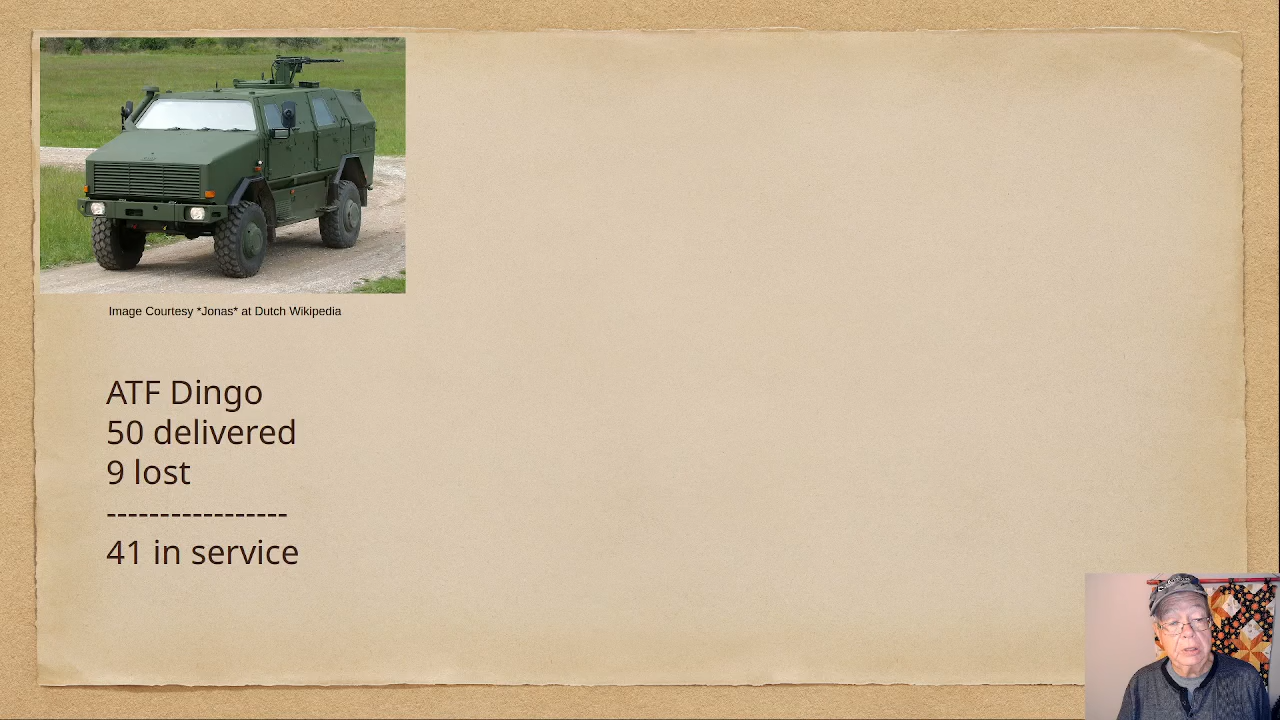 Image Courtesy *Jonas* at Dutch Wikipedia
ATF Dingo
50 delivered
9 lost
-----------------
41 in service